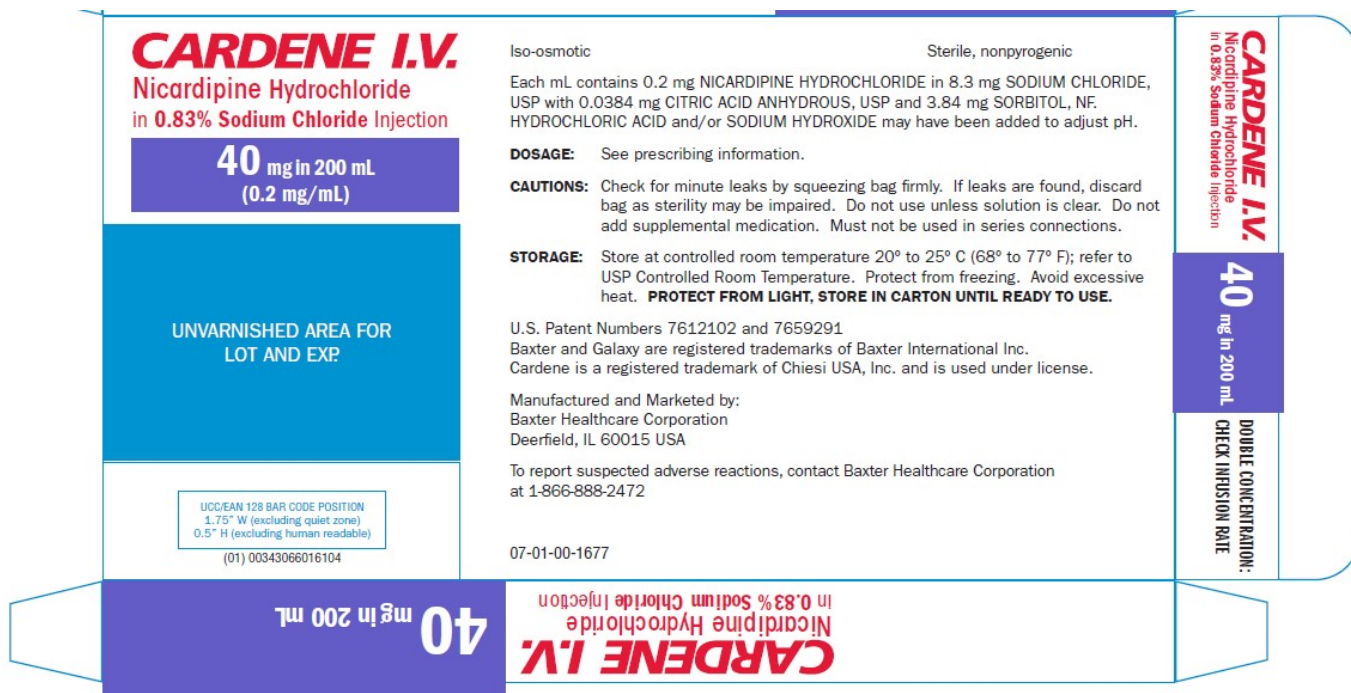 CARDENE I.V.
Nicardipine Hydrochloride
in 0.83% Sodium Chloride Injection
40 mg in 200 mL
(0.2 mg/mL)
UNVARNISHED AREA FOR
LOT AND EXP.
UCC/EAN 128 BAR CODE POSITION
1.75" W (excluding quiet zone)
0.5" H (excluding human readable)
(01) 00343066016104
Iso-osmotic Sterile, nonpyrogenic
Each mL contains 0.2 mg NICARDIPINE HYDROCHLORIDE in 8.3 mg SODIUM CHLORIDE,
USP with 0.0384 mg CITRIC ACID ANHYDROUS, USP and 3.84 mg SORBITOL, NF.
HYDROCHLORIC ACID and/or SODIUM HYDROXIDE may have been added to adjust pH.
DOSAGE: See prescribing information.
CAUTIONS: Check for minute leaks by squeezing bag firmly. If leaks are found, discard
bag as sterility may be impaired. Do not use unless solution is clear. Do not
add supplemental medication. Must not be used in series connections.
STORAGE: Store at controlled room temperature 20º to 25º C (68º to 77º F); refer to
USP Controlled Room Temperature. Protect from freezing. Avoid excessive
heat. PROTECT FROM LIGHT, STORE IN CARTON UNTIL READY TO USE.
U.S. Patent Numbers 7612102 and 7659291
Baxter and Galaxy are registered trademarks of Baxter International Inc.
Cardene is a registered trademark of Chiesi USA, Inc. and is used under license.
Manufactured and Marketed by:
Baxter Healthcare Corporation
Deerfield, IL 60015 USA
To report suspected adverse reactions, contact Baxter Healthcare Corporation
at 1-866-888-2472
07-01-00-1677
CARDENE I.V.
Nicardipine Hydrochloride
in 0.83% Sodium Chloride Injection
40 mg in 200 mL
DOUBLE CONCENTRATION:
CHECK INFUSION RATE
CARDENE I.V.
Nicardipine Hydrochloride
in 0.83% Sodium Chloride Injection
40 mg in 200 mL